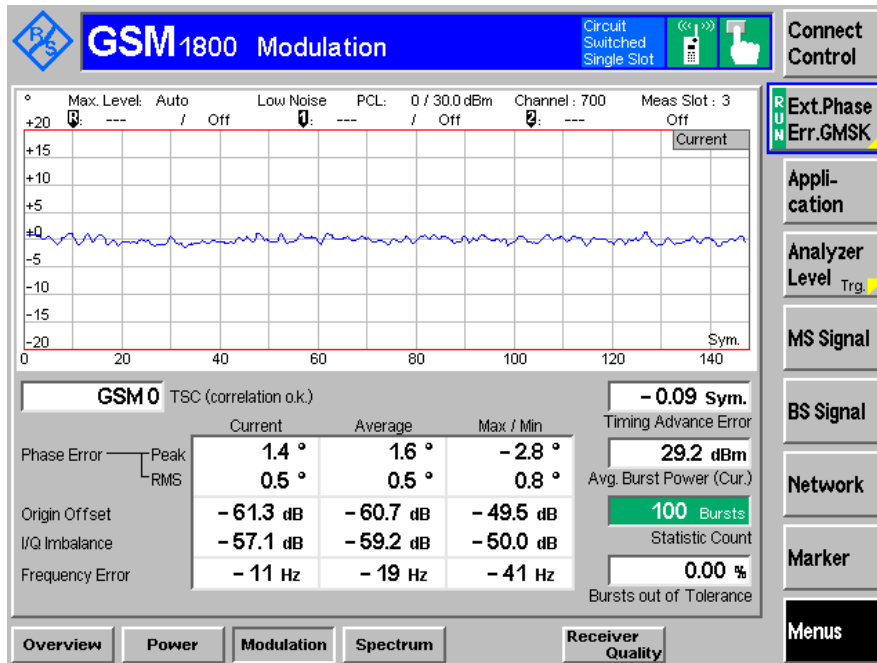 R/S
GSM 1800 Modulation
Circuit
Switched
Single Slot
Connect
Control
° Max. Level: Auto Low Noise PCL: 0 / 30.0 dBm Channel : 700 Meas Slot : 3
R: --- / Off 1: --- / Off 2: --- Off
Current
+20
+15
+10
+5
±0
-5
-10
-15
-20
Sym.
0 20 40 60 80 100 120 140
RUN
Ext.Phase
Err.GMSK
Appli-
cation
Analyzer
Level Trg.
MS Signal
BS Signal
Network
Marker
Menus
GSM 0 TSC (correlation o.k.)
Current Average Max / Min
Phase Error Peak 1.4 ° 1.6 ° – 2.8 °
RMS 0.5 ° 0.5 ° 0.8 °
Origin Offset – 61.3 dB – 60.7 dB – 49.5 dB
I/Q Imbalance – 57.1 dB – 59.2 dB – 50.0 dB
Frequency Error – 11 Hz – 19 Hz – 41 Hz
– 0.09 Sym.
Timing Advance Error
29.2 dBm
Avg. Burst Power (Cur.)
100 Bursts
Statistic Count
0.00 %
Bursts out of Tolerance
Overview Power Modulation Spectrum Receiver
Quality